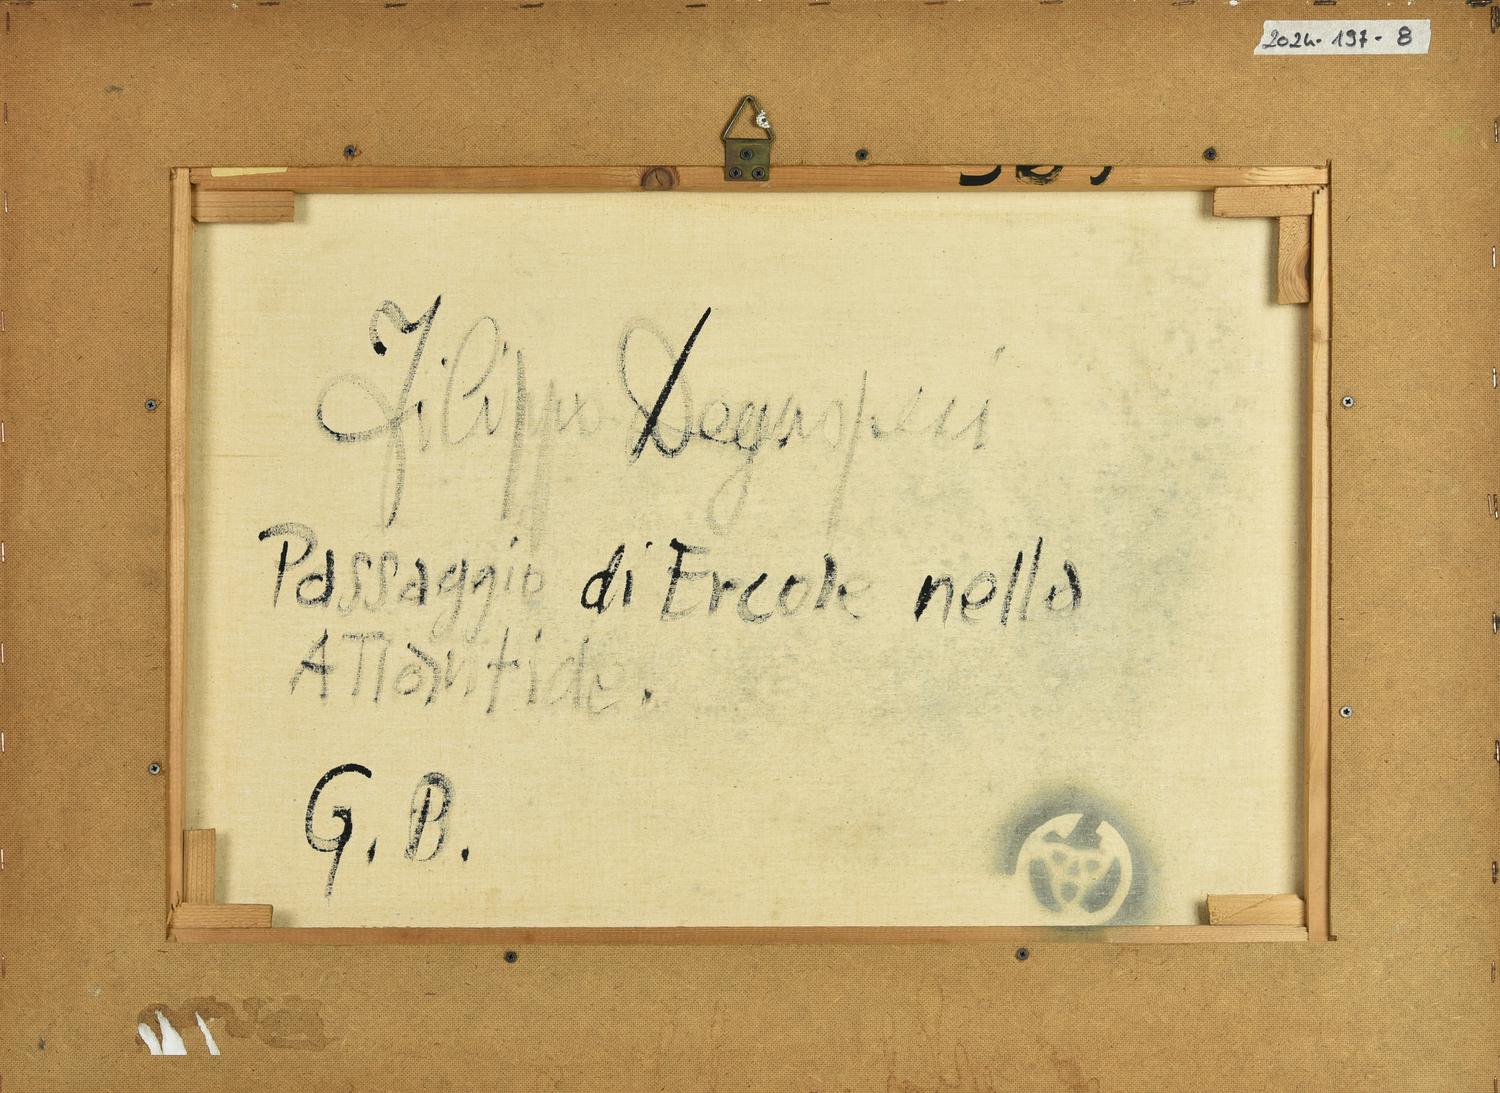 2024-197-8
Filippo Degasperi
Passaggio di Ercole nella
ATlantide.
G. B.